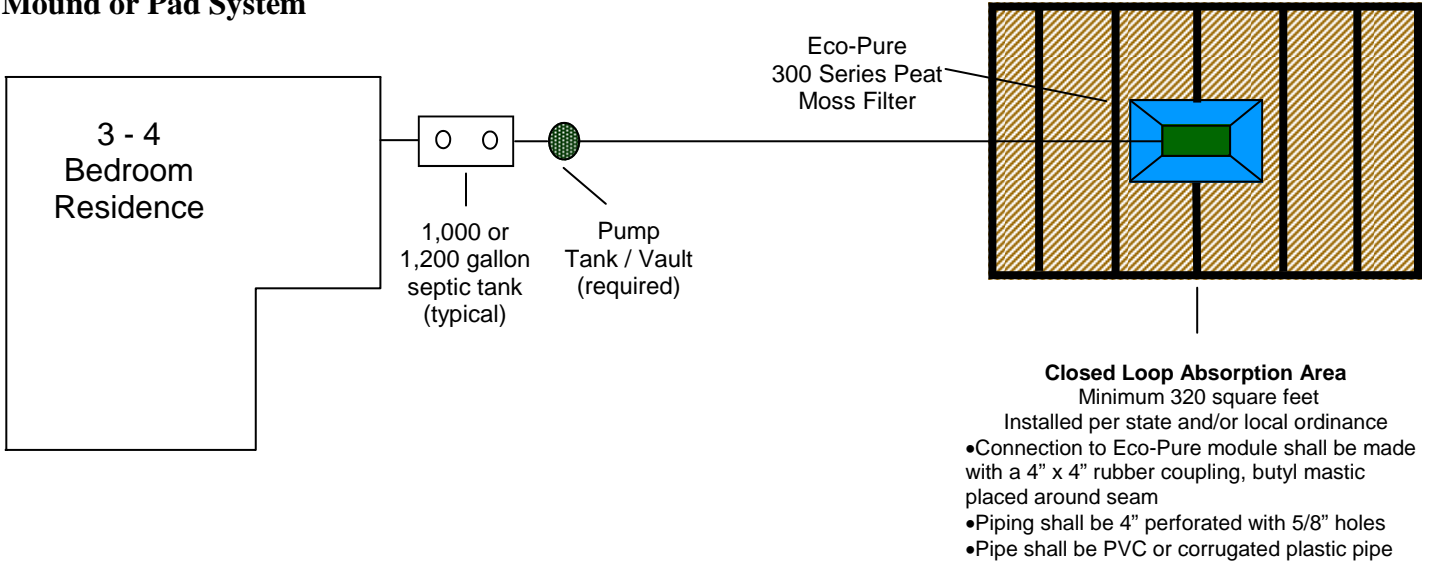 Mound or Pad System
3 - 4
Bedroom
Residence
1,000 or
1,200 gallon
septic tank
(typical)
Pump
Tank / Vault
(required)
Eco-Pure
300 Series Peat
Moss Filter
Closed Loop Absorption Area
Minimum 320 square feet
Installed per state and/or local ordinance
•Connection to Eco-Pure module shall be made
with a 4” x 4” rubber coupling, butyl mastic
placed around seam
•Piping shall be 4” perforated with 5/8” holes
•Pipe shall be PVC or corrugated plastic pipe